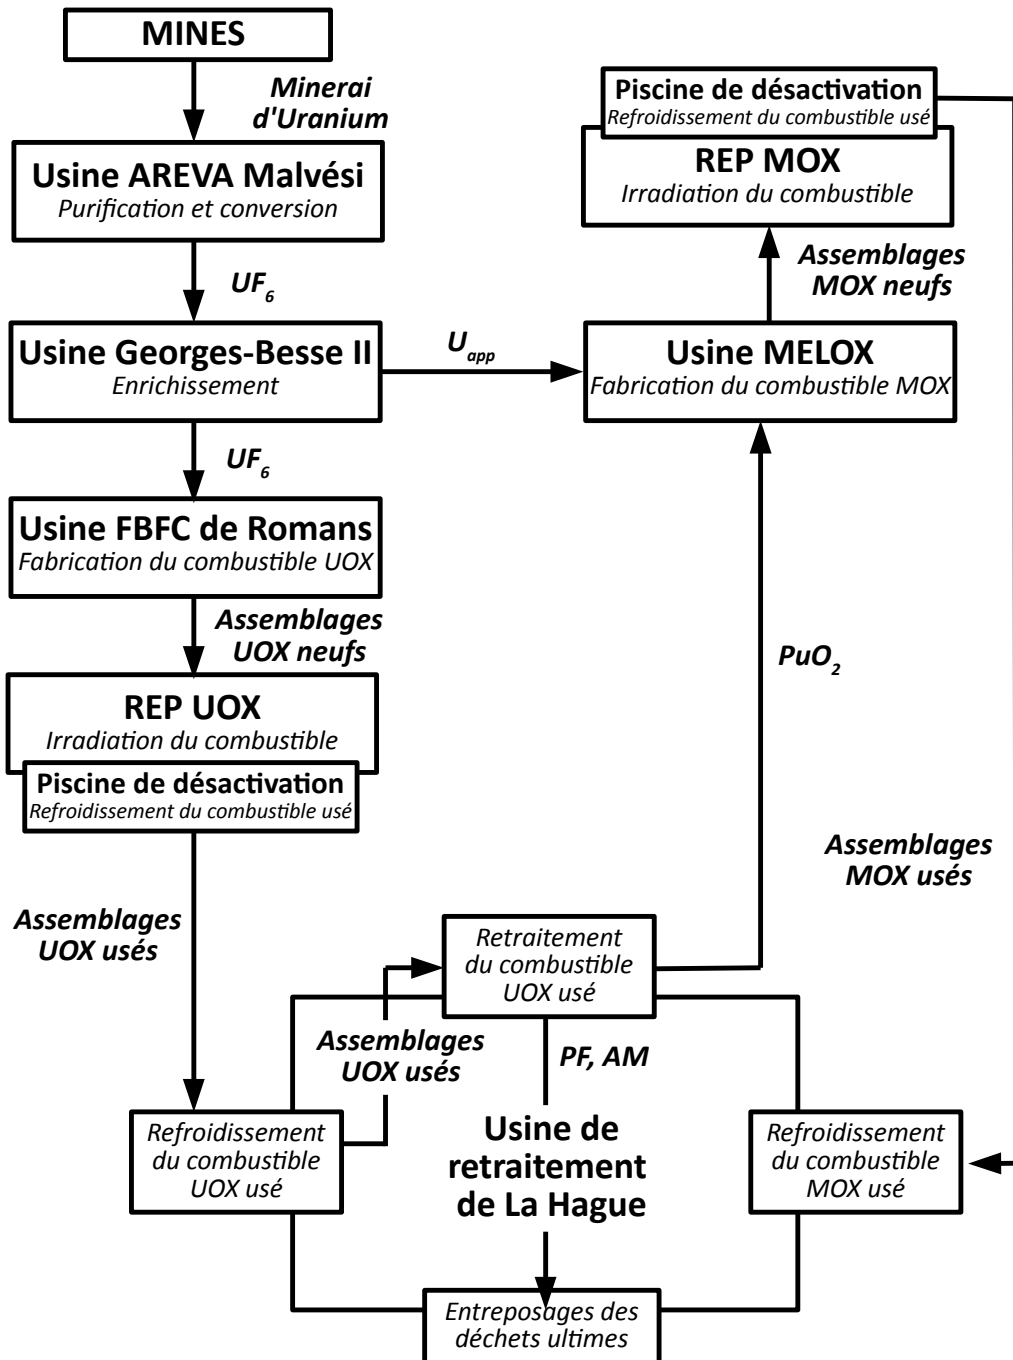 MINES
Minerai
d'Uranium
Usine AREVA Malvési
Purification et conversion
UF6
Usine Georges-Besse II
Enrichissement
Uapp
UF6
Usine FBFC de Romans
Fabrication du combustible UOX
Assemblages
UOX neufs
REP UOX
Irradiation du combustible
Piscine de désactivation
Refroidissement du combustible usé
Assemblages
UOX usés
Piscine de désactivation
Refroidissement du combustible usé
REP MOX
Irradiation du combustible
Assemblages
MOX neufs
Usine MELOX
Fabrication du combustible MOX
PuO2
Assemblages
MOX usés
Retraitement
du combustible
UOX usé
Assemblages
UOX usés
PF, AM
Refroidissement
du combustible
UOX usé
Usine de
retraitement
de La Hague
Refroidissement
du combustible
MOX usé
Entreposages des
déchets ultimes